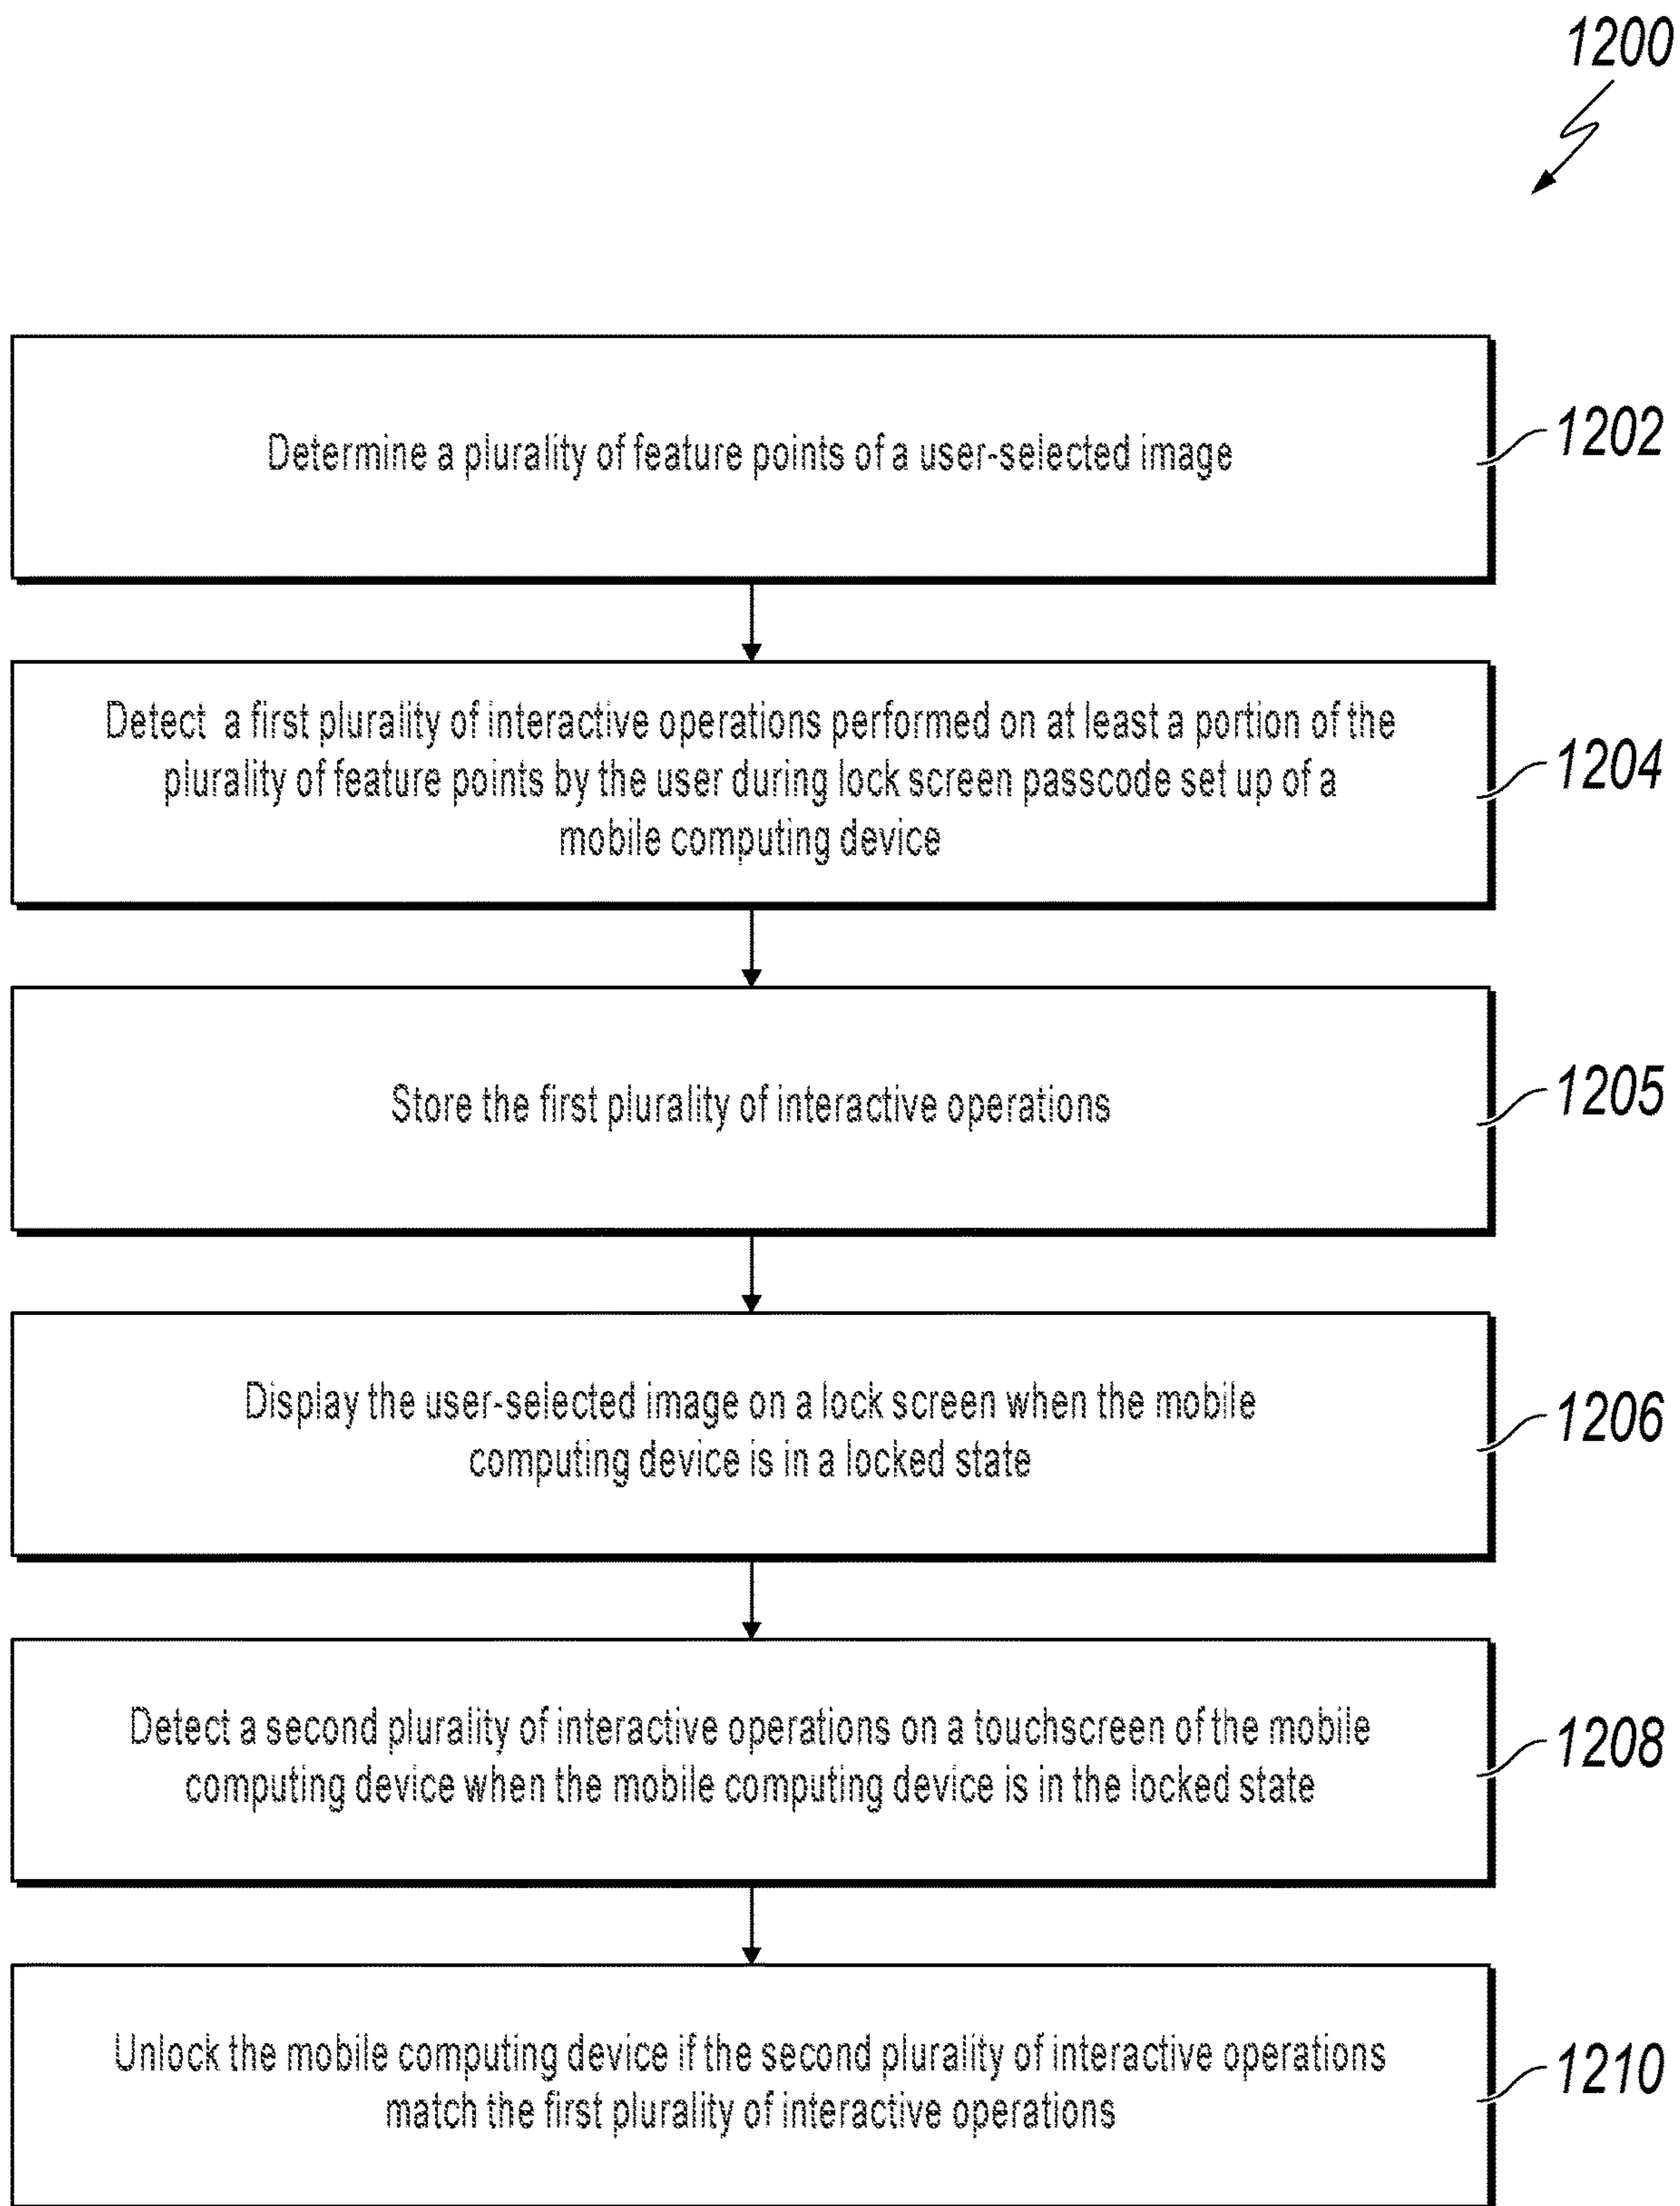 1200
Determine a plurality of feature points of a user-selected image
1202
Detect a first plurality of interactive operations performed on at least a portion of the
plurality of feature points by the user during lock screen passcode set up of a
mobile computing device
1204
Store the first plurality of interactive operations
1205
Display the user-selected image on a lock screen when the mobile
computing device is in a locked state
1206
Detect a second plurality of interactive operations on a touchscreen of the mobile
computing device when the mobile computing device is in the locked state
1208
Unlock the mobile computing device if the second plurality of interactive operations
match the first plurality of interactive operations
1210